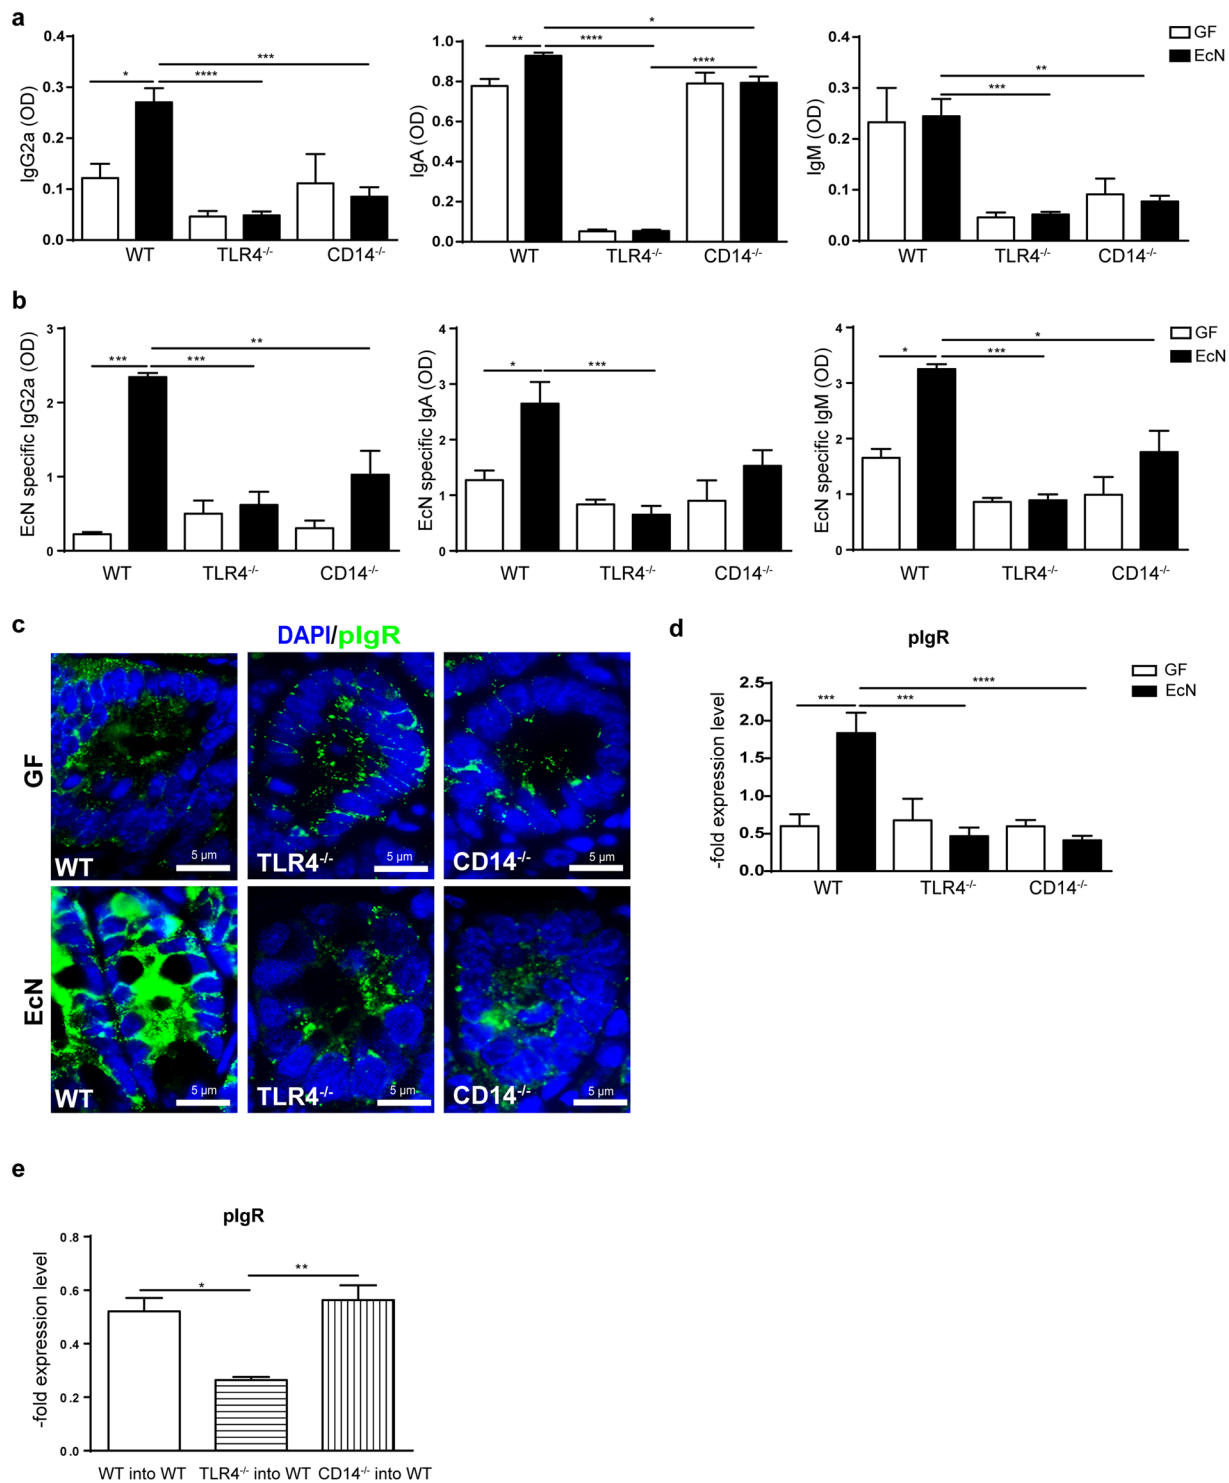 a
IgG2a (OD)
0.4
0.3
0.2
0.1
0.0
*
****
***
WT
TLR4-/-
CD14-/-
IgA (OD)
1.0
0.8
0.6
0.4
0.2
0.0
**
****
*
****
WT
TLR4-/-
CD14-/-
IgM (OD)
0.4
0.3
0.2
0.1
0.0
***
**
WT
TLR4-/-
CD14-/-
GF
EcN
b
EcN specific IgG2a (OD)
3
2
1
0
***
***
**
WT
TLR4-/-
CD14-/-
EcN specific IgA (OD)
4
3
2
1
0
*
***
WT
TLR4-/-
CD14-/-
EcN specific IgM (OD)
4
3
2
1
0
*
***
*
WT
TLR4-/-
CD14-/-
GF
EcN
c
DAPI/pIgR
GF
WT
5 µm
TLR4-/-
5 µm
CD14-/-
5 µm
EcN
WT
5 µm
TLR4-/-
5 µm
CD14-/-
5 µm
d
pIgR
-fold expression level
2.5
2.0
1.5
1.0
0.5
0.0
***
***
****
WT
TLR4-/-
CD14-/-
GF
EcN
e
pIgR
-fold expression level
0.8
0.6
0.4
0.2
0.0
*
**
WT into WT
TLR4-/- into WT
CD14-/- into WT